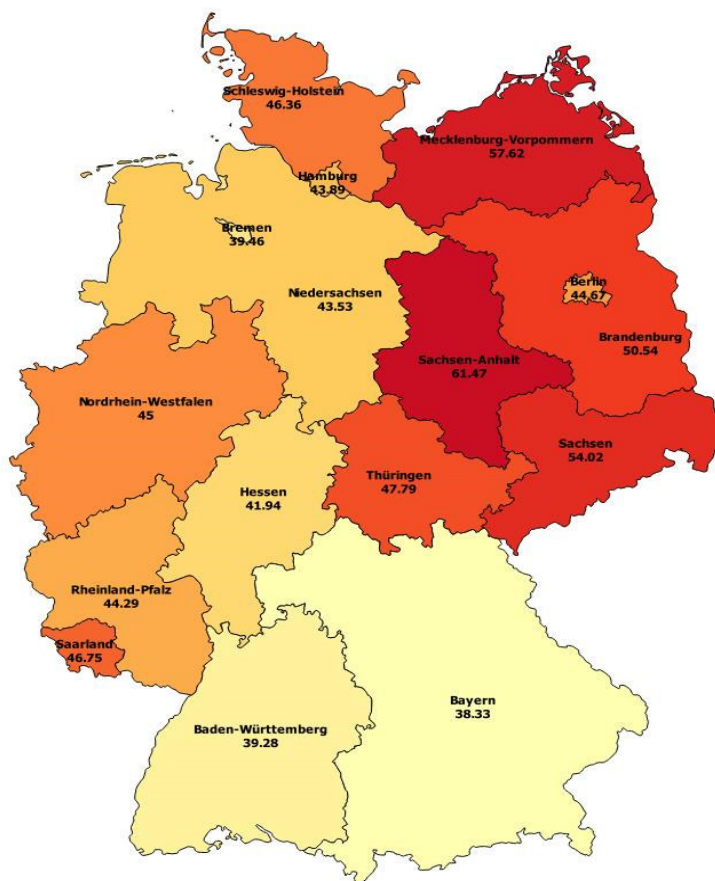 Schleswig-Holstein
46.36
Mecklenburg-Vorpommern
57.62
Hamburg
43.89
Bremen
39.46
Berlin
44.67
Niedersachsen
43.53
Brandenburg
50.54
Sachsen-Anhalt
61.47
Nordrhein-Westfalen
45
Sachsen
54.02
Thüringen
47.79
Hessen
41.94
Rheinland-Pfalz
44.29
Saarland
46.75
Bayern
38.33
Baden-Württemberg
39.28